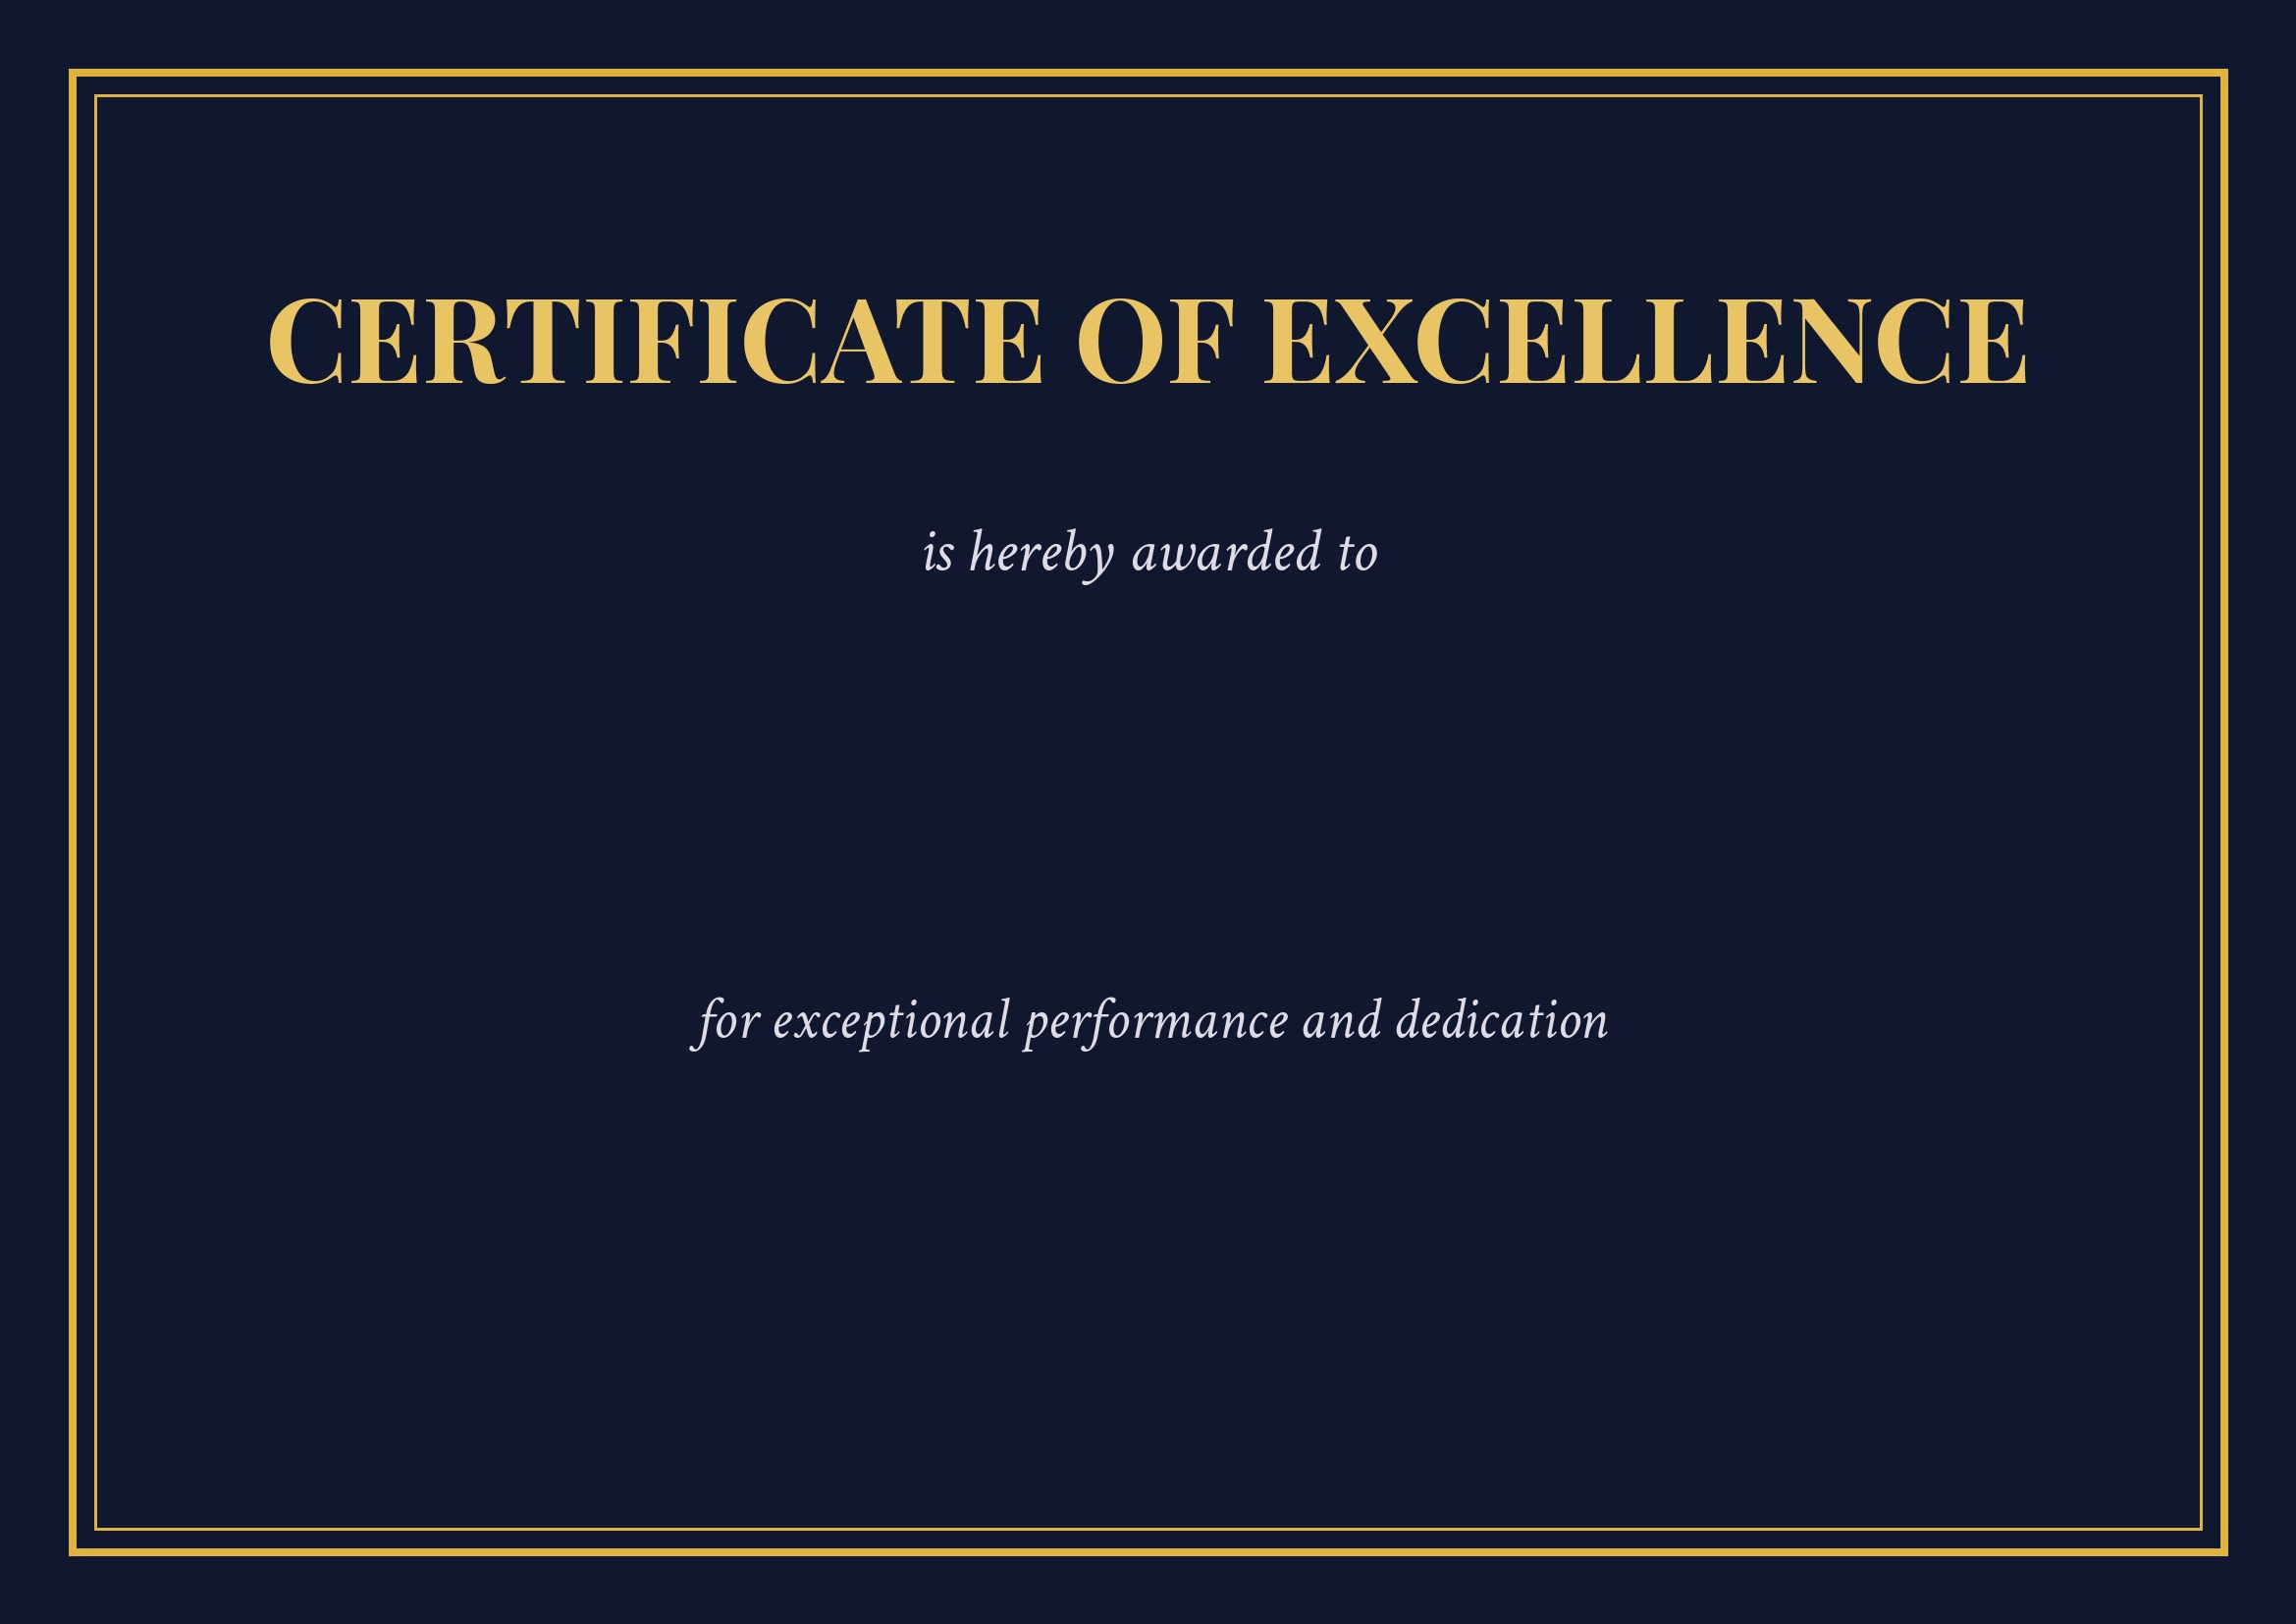 CERTIFICATE OF EXCELLENCE
is hereby awarded to
for exceptional performance and dedication